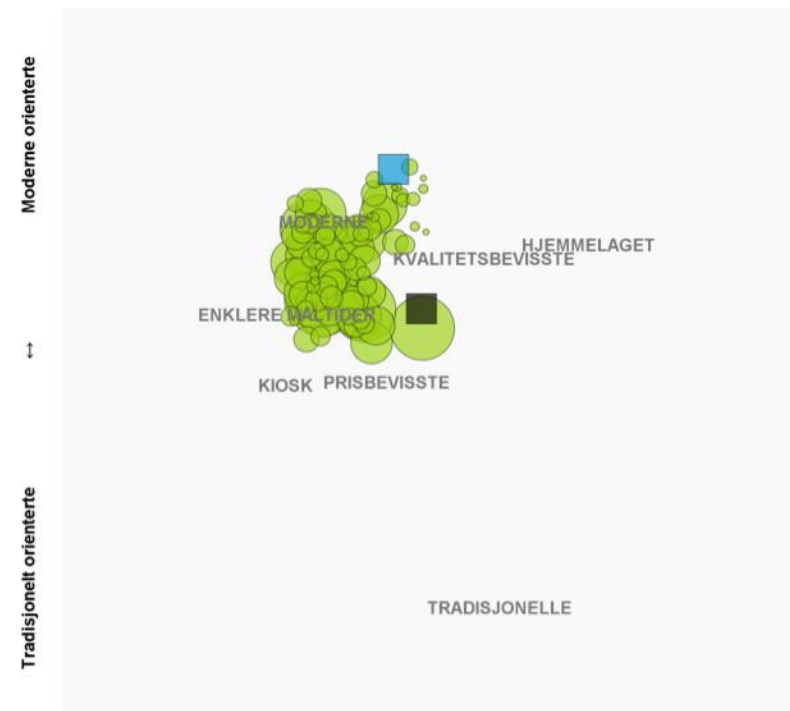 Moderne orienterte
↔
Tradisjonelt orienterte
MODERNE
HJEMMELAGET
KVALITETSBEVISSTE
ENKLERE MÅLTIDER
KIOSK
PRISBEVISSTE
TRADISJONELLE